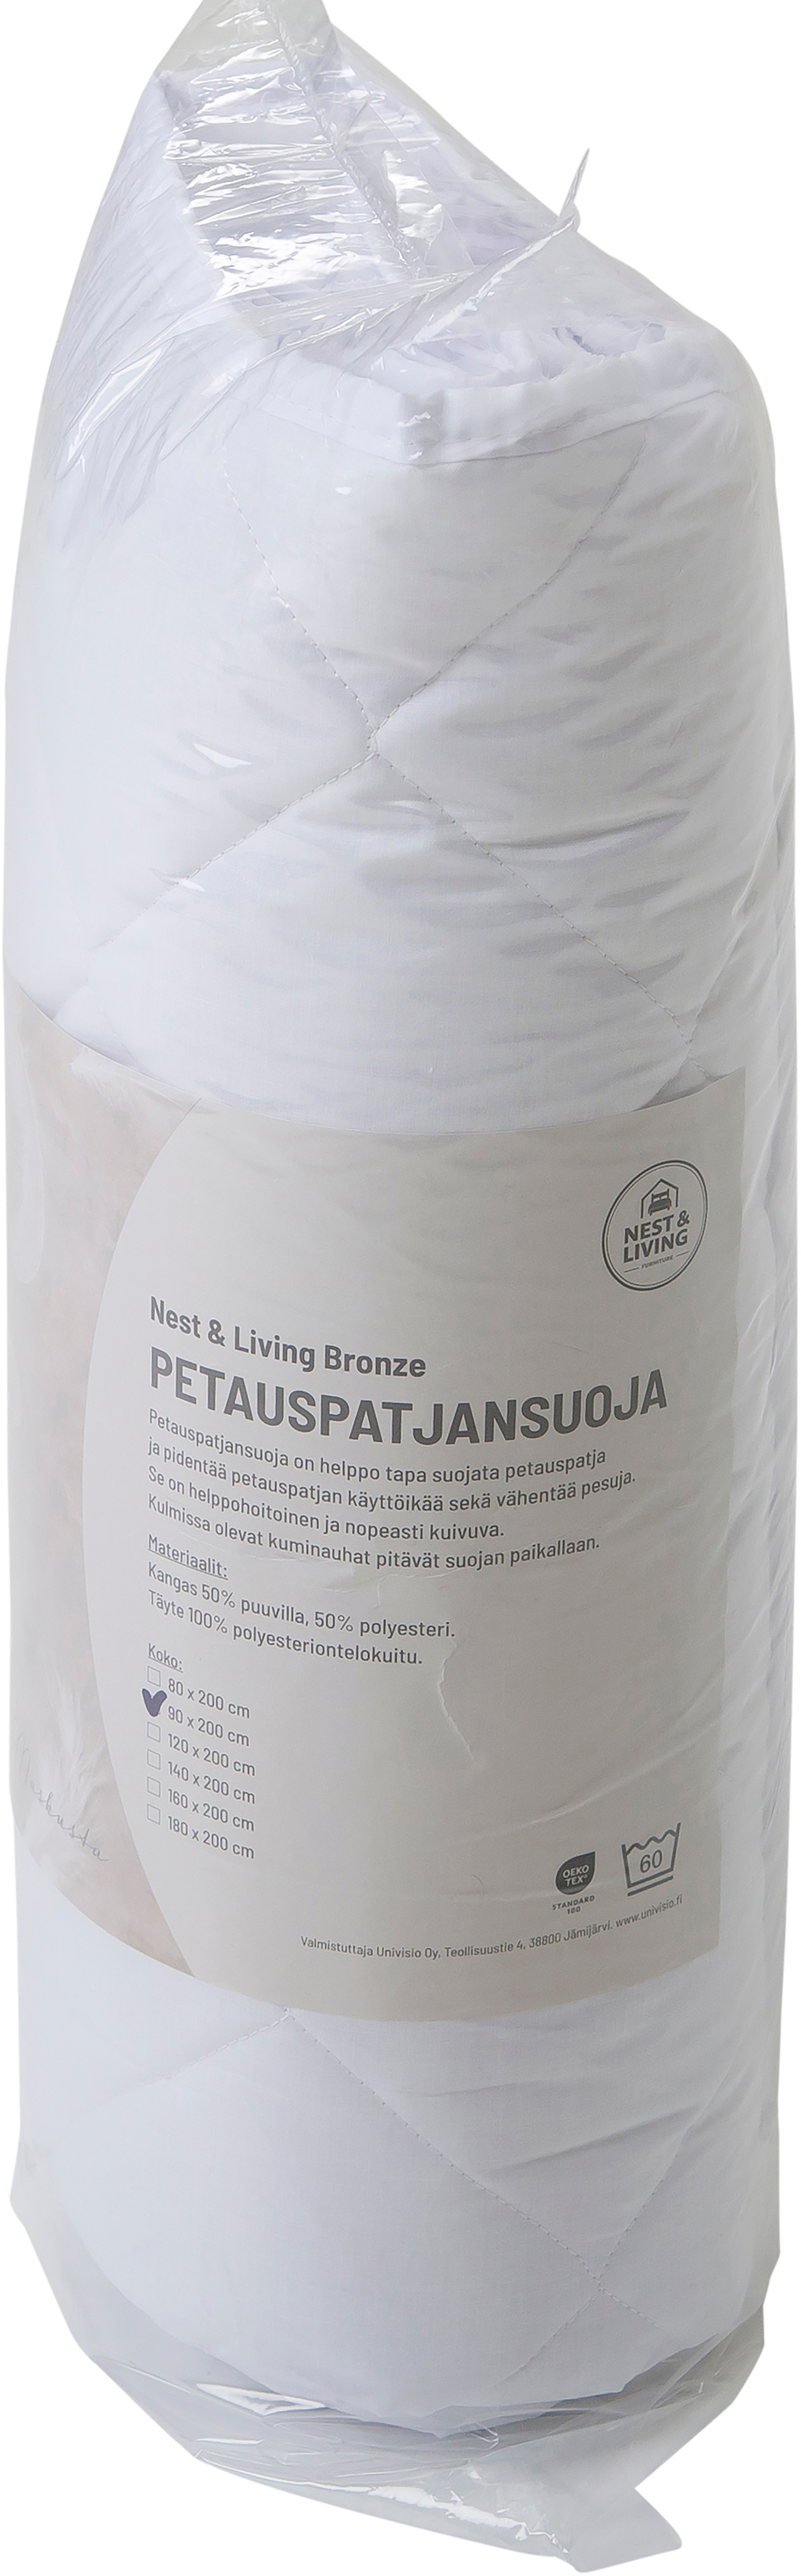 NEST &
LIVING
FURNITURE
Nest & Living Bronze
PETAUSPATJANSUOJA
Petauspatjansuoja on helppo tapa suojata petauspatja
ja pidentää petauspatjan käyttöikää sekä vähentää pesuja.
Se on helppohoitoinen ja nopeasti kuivuva.
Kulmissa olevat kuminauhat pitävät suojan paikallaan.
Materiaalit:
Kangas 50% puuvilla, 50% polyesteri.
Täyte 100% polyesteriontelokuitu.
Koko:
80 x 200 cm
90 x 200 cm
120 x 200 cm
140 x 200 cm
160 x 200 cm
180 x 200 cm
OEKO
TEX®
STANDARD
100
60
Valmistuttaja Univisio Oy, Teollisuustie 4, 38800 Jämijärvi. www.univisio.fi